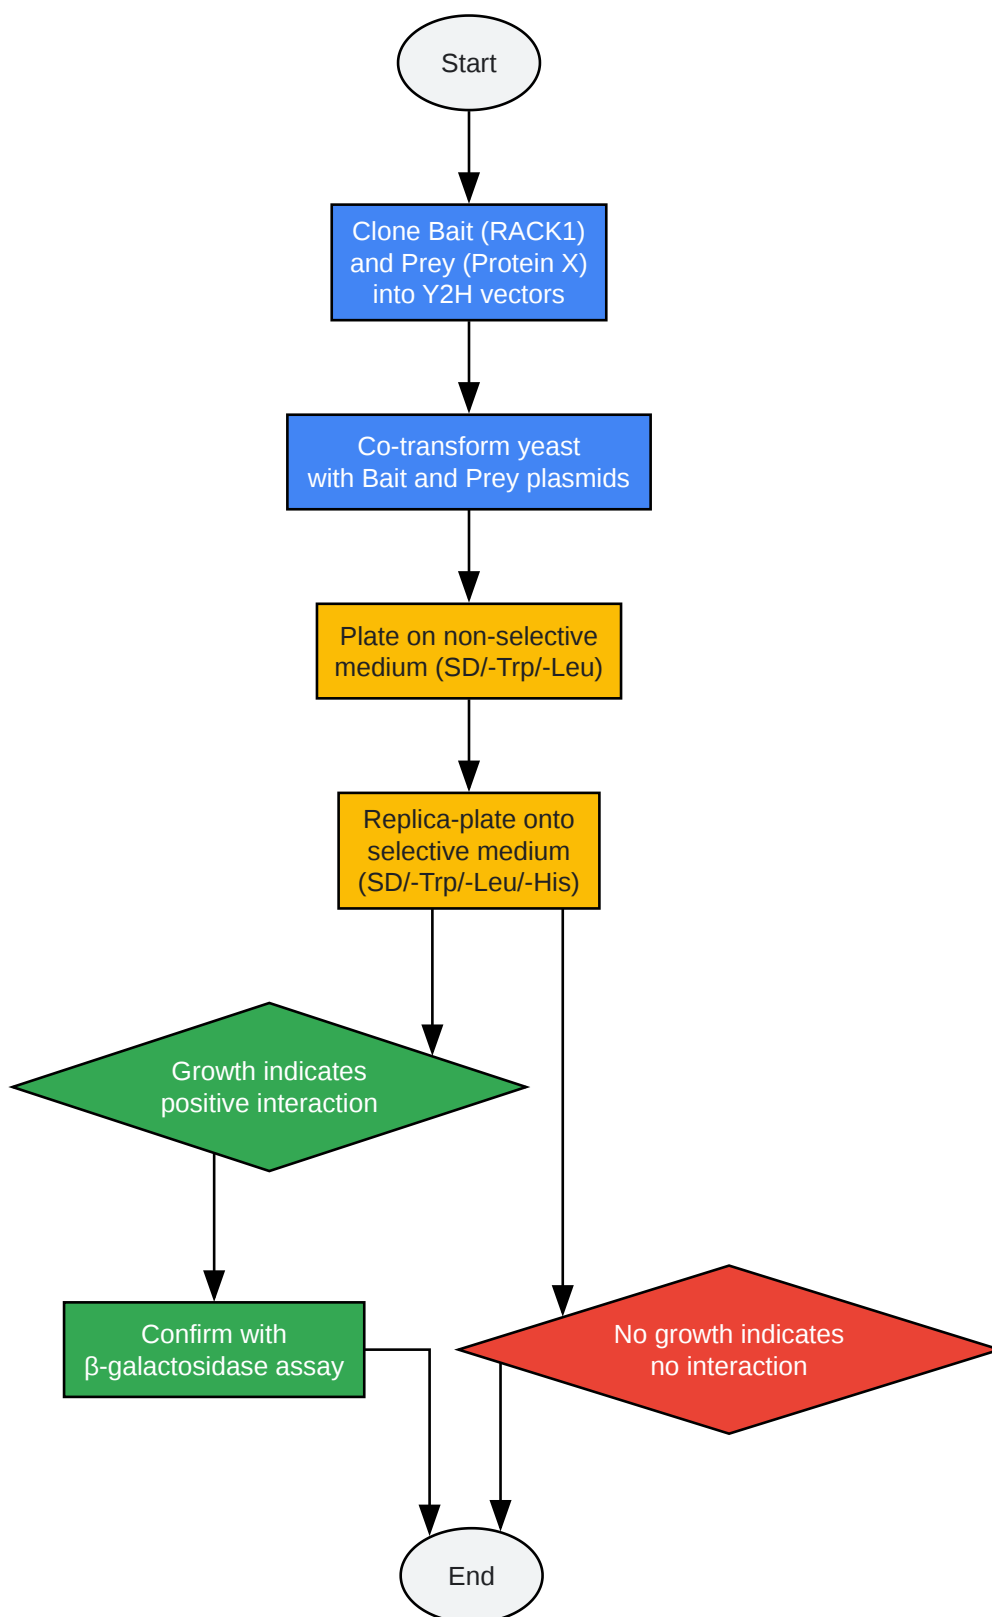 Start
Clone Bait (RACK1)
and Prey (Protein X)
into Y2H vectors
Co-transform yeast
with Bait and Prey plasmids
Plate on non-selective
medium (SD/-Trp/-Leu)
Replica-plate onto
selective medium
(SD/-Trp/-Leu/-His)
Growth indicates
positive interaction
Confirm with
β-galactosidase assay
No growth indicates
no interaction
End